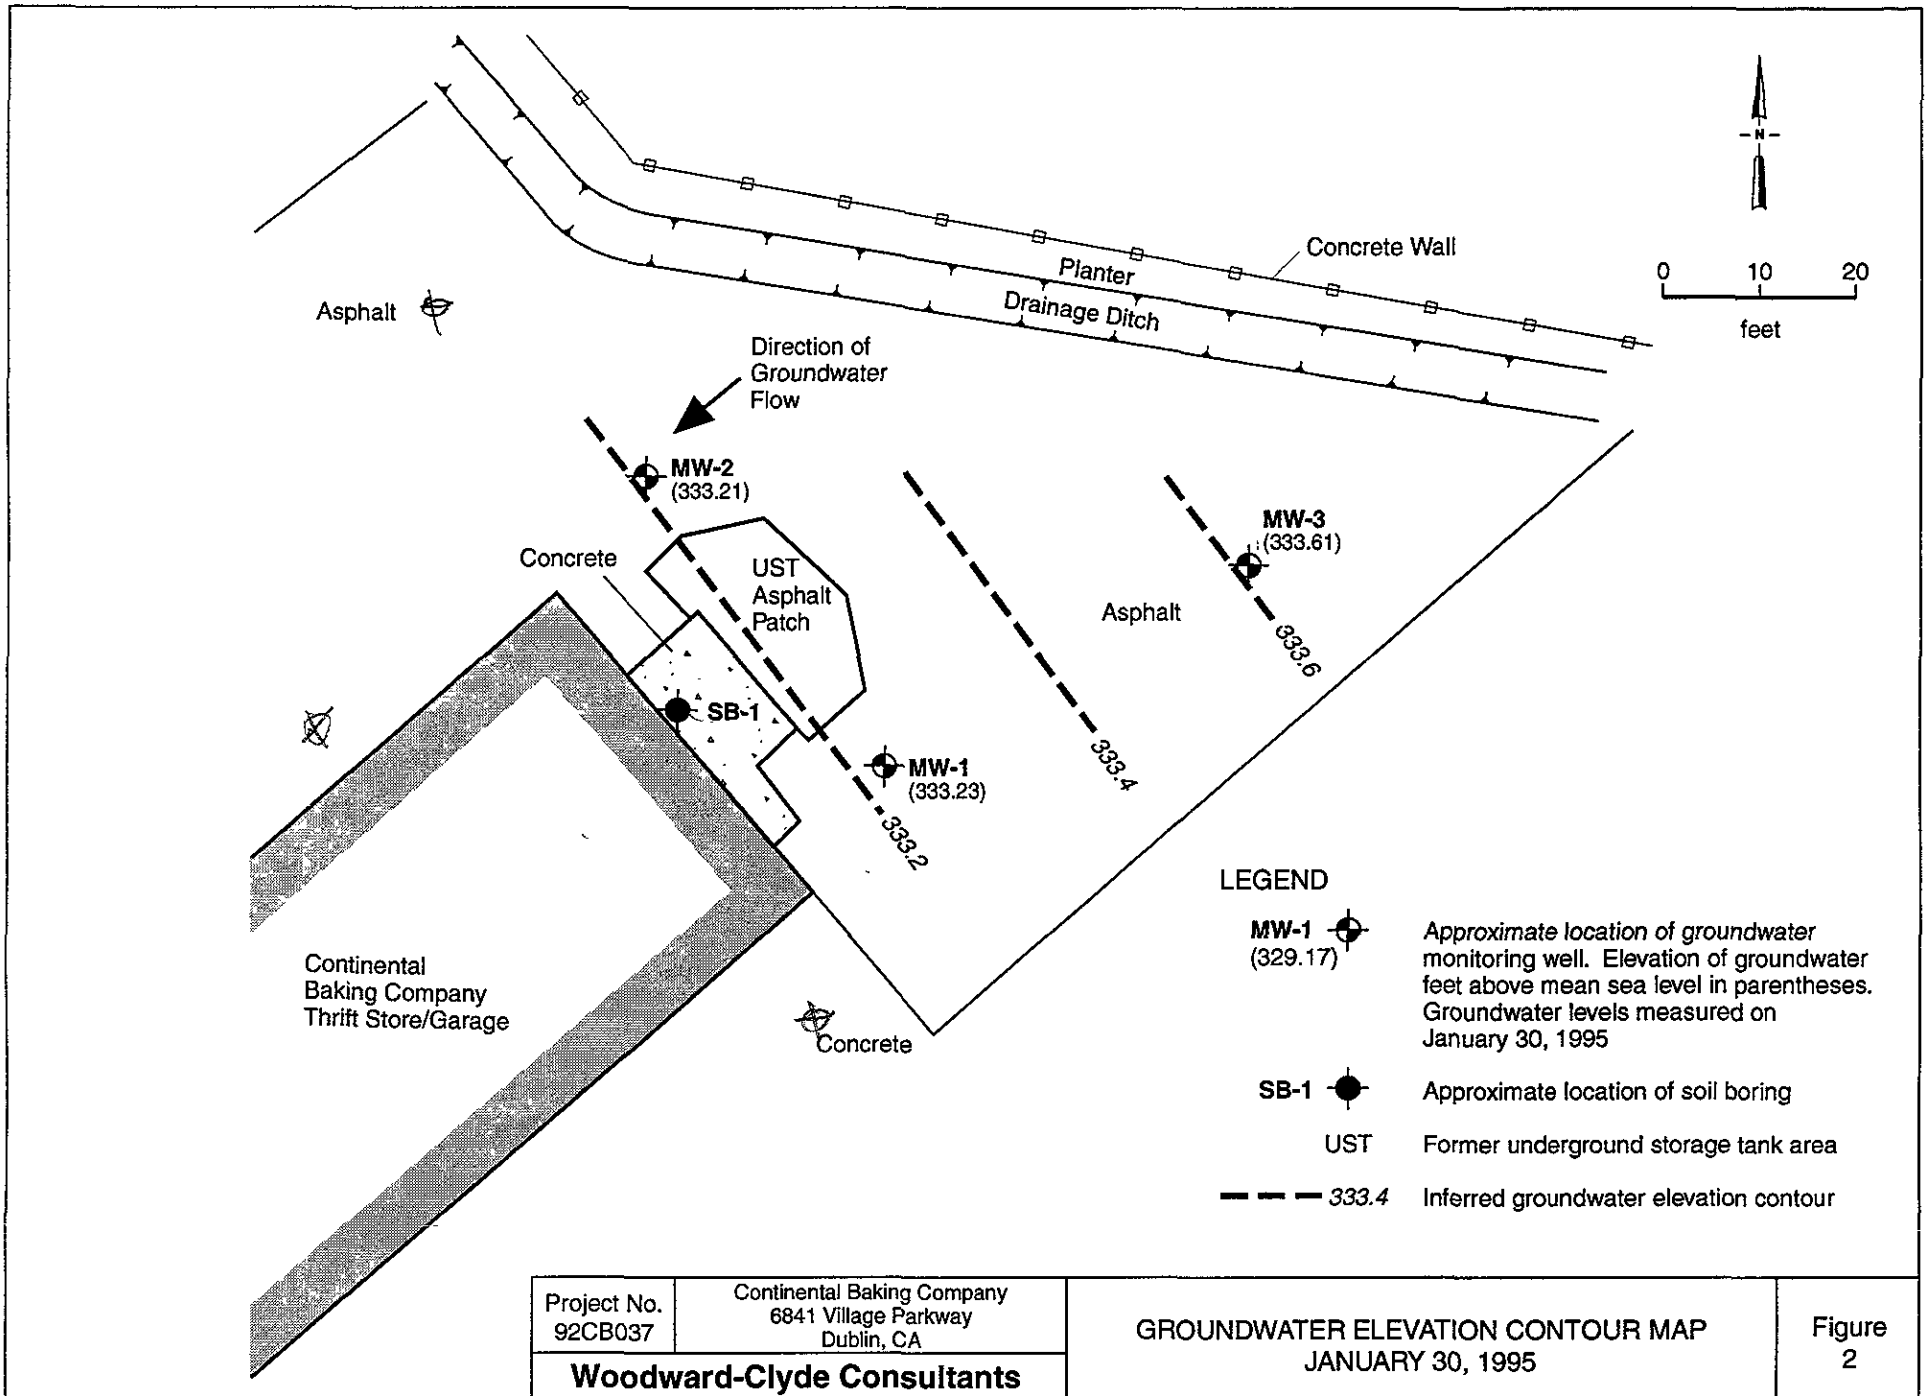 N
Concrete Wall
0 10 20
feet
Planter
Drainage Ditch
Asphalt
Direction of
Groundwater
Flow
MW-2
(333.21)
MW-3
(333.61)
Concrete
UST
Asphalt
Patch
Asphalt
333.6
SB-1
333.4
MW-1
(333.23)
333.2
Continental
Baking Company
Thrift Store/Garage
Concrete
LEGEND
MW-1
(329.17)
Approximate location of groundwater
monitoring well. Elevation of groundwater
feet above mean sea level in parentheses.
Groundwater levels measured on
January 30, 1995
SB-1 Approximate location of soil boring
UST Former underground storage tank area
333.4 Inferred groundwater elevation contour
Project No.
92CB037
Continental Baking Company
6841 Village Parkway
Dublin, CA
Woodward-Clyde Consultants
GROUNDWATER ELEVATION CONTOUR MAP
JANUARY 30, 1995
Figure
2